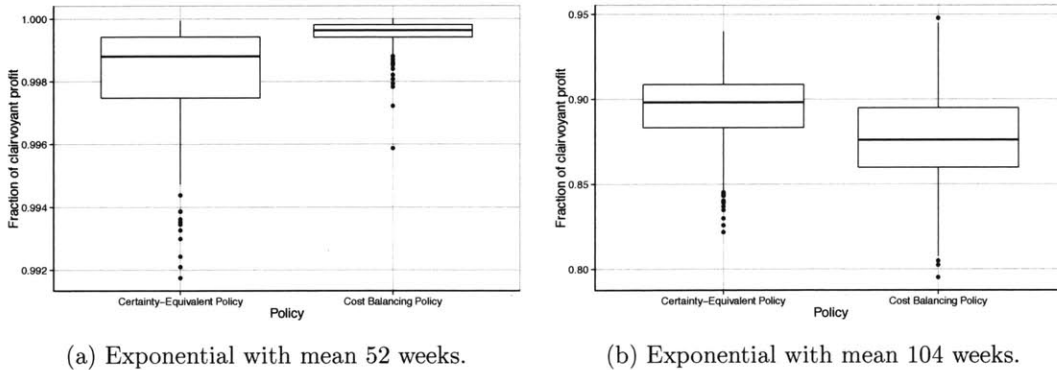 1.000
0.998
0.996
0.994
0.992
Fraction of clairvoyant profit
Certainty-Equivalent Policy
Cost Balancing Policy
Policy
(a) Exponential with mean 52 weeks.
0.95
0.90
0.85
0.80
Fraction of clairvoyant profit
Certainty-Equivalent Policy
Cost Balancing Policy
Policy
(b) Exponential with mean 104 weeks.